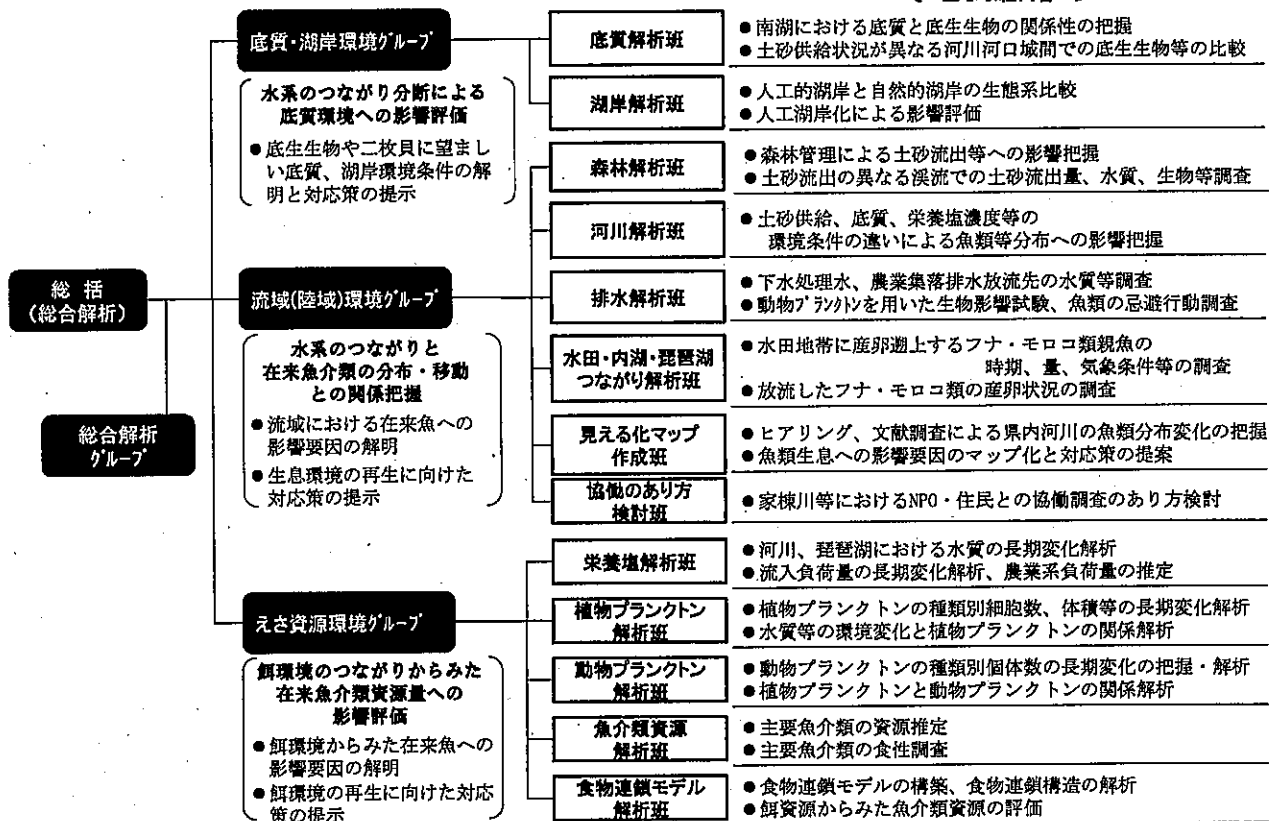 総 括
(総合解析)
総合解析
グループ
底質・湖岸環境グループ
水系のつながり分断による
底質環境への影響評価
● 底生生物や二枚貝に望まし
い底質、湖岸環境条件の解
明と対応策の提示
底質解析班
● 南湖における底質と底生生物の関係性の把握
● 土砂供給状況が異なる河川河口域間での底生生物等の比較
湖岸解析班
● 人工的湖岸と自然的湖岸の生態系比較
● 人工湖岸化による影響評価
流域(陸域)環境グループ
水系のつながりと
在来魚介類の分布・移動
との関係把握
● 流域における在来魚への
影響要因の解明
● 生息環境の再生に向けた
対応策の提示
森林解析班
● 森林管理による土砂流出等への影響把握
● 土砂流出の異なる渓流での土砂流出量、水質、生物等調査
河川解析班
● 土砂供給、底質、栄養塩濃度等の
環境条件の違いによる魚類等分布への影響把握
排水解析班
● 下水処理水、農業集落排水放流先の水質等調査
● 動物プランクトンを用いた生物影響試験、魚類の忌避行動調査
水田・内湖・琵琶湖
つながり解析班
● 水田地帯に産卵遡上するフナ・モロコ類親魚の
時期、量、気象条件等の調査
● 放流したフナ・モロコ類の産卵状況の調査
見える化マップ
作成班
● ヒアリング、文献調査による県内河川の魚類分布変化の把握
● 魚類生息への影響要因のマップ化と対応策の提案
協働のあり方
検討班
● 家棟川等におけるNPO・住民との協働調査のあり方検討
えさ資源環境グループ
餌環境のつながりからみた
在来魚介類資源量への
影響評価
● 餌環境からみた在来魚への
影響要因の解明
● 餌環境の再生に向けた対応
策の提示
栄養塩解析班
● 河川、琵琶湖における水質の長期変化解析
● 流入負荷量の長期変化解析、農業系負荷量の推定
植物プランクトン
解析班
● 植物プランクトンの種類別細胞数、体積等の長期変化解析
● 水質等の環境変化と植物プランクトンの関係解析
動物プランクトン
解析班
● 動物プランクトンの種類別個体数の長期変化の把握・解析
● 植物プランクトンと動物プランクトンの関係解析
魚介類資源
解析班
● 主要魚介類の資源推定
● 主要魚介類の食性調査
食物連鎖モデル
解析班
● 食物連鎖モデルの構築、食物連鎖構造の解析
● 餌資源からみた魚介類資源の評価